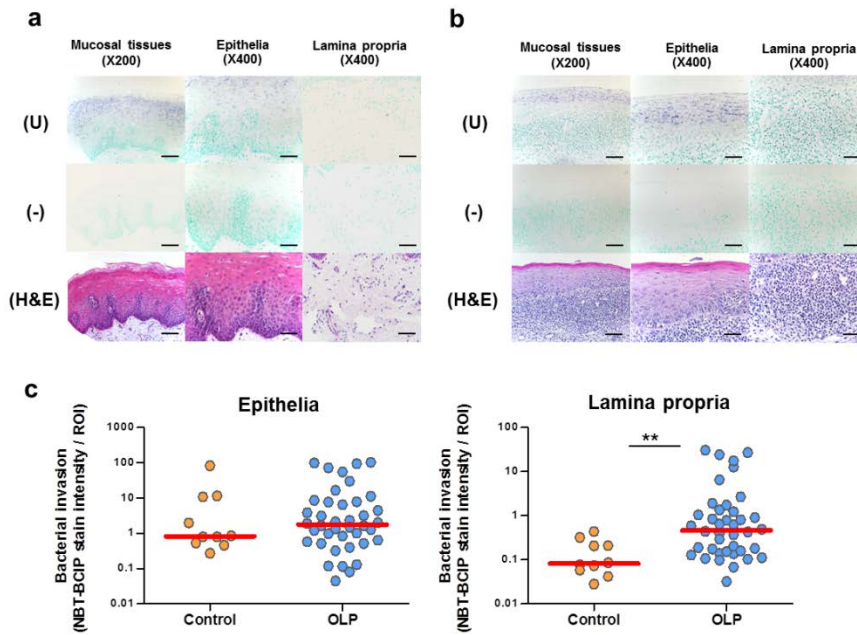 a
Mucosal tissues (X200)
Epithelia (X400)
Lamina propria (X400)
(U)
(-)
(H&E)
b
Mucosal tissues (X200)
Epithelia (X400)
Lamina propria (X400)
(U)
(-)
(H&E)
c
Epithelia
Bacterial invasion
(NBT-BCIP stain intensity / ROI)
1000
100
10
1
0.1
0.01
Control
OLP
Lamina propria
**
Bacterial invasion
(NBT-BCIP stain intensity / ROI)
100
10
1
0.1
0.01
Control
OLP